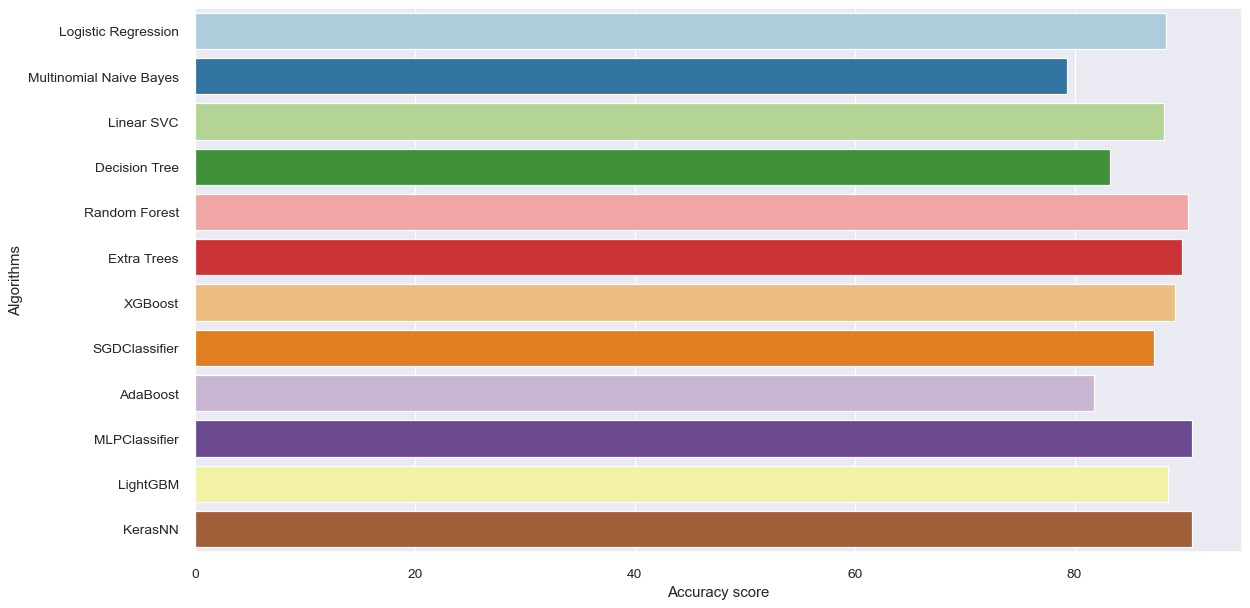 Logistic Regression
Multinomial Naive Bayes
Linear SVC
Decision Tree
Random Forest
Extra Trees
XGBoost
SGDClassifier
AdaBoost
MLPClassifier
LightGBM
KerasNN
Algorithms
0 20 40 60 80
Accuracy score